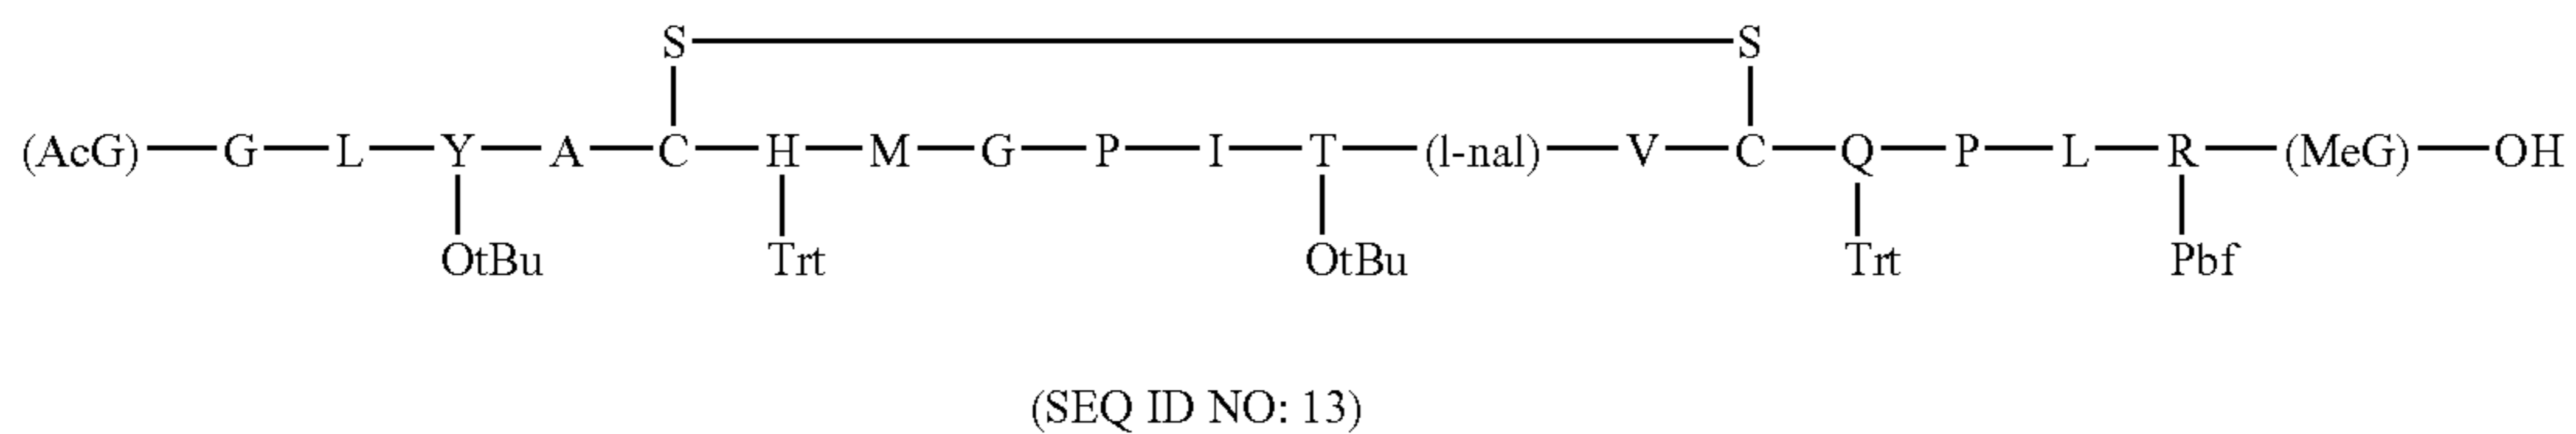 S S
(AcG) G L Y A C H M G P I T (l-nal) V C Q P L R (MeG) OH
OtBu Trt OtBu Trt Pbf
(SEQ ID NO: 13)